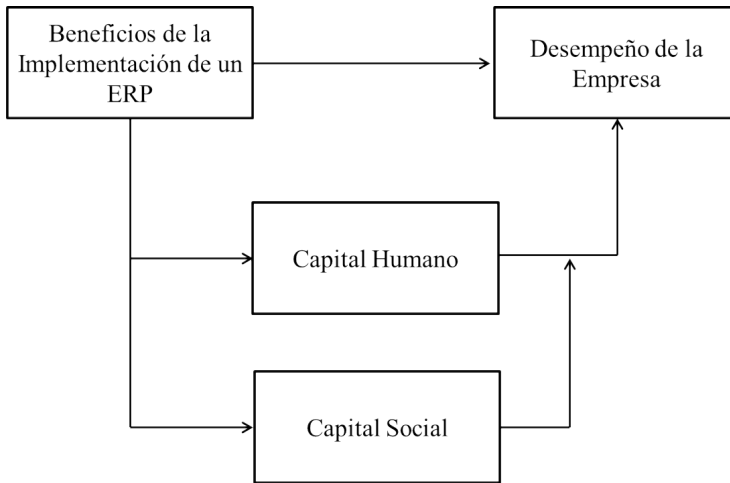 Beneficios de la
Implementación de un
ERP
Desempeño de la
Empresa
Capital Humano
Capital Social